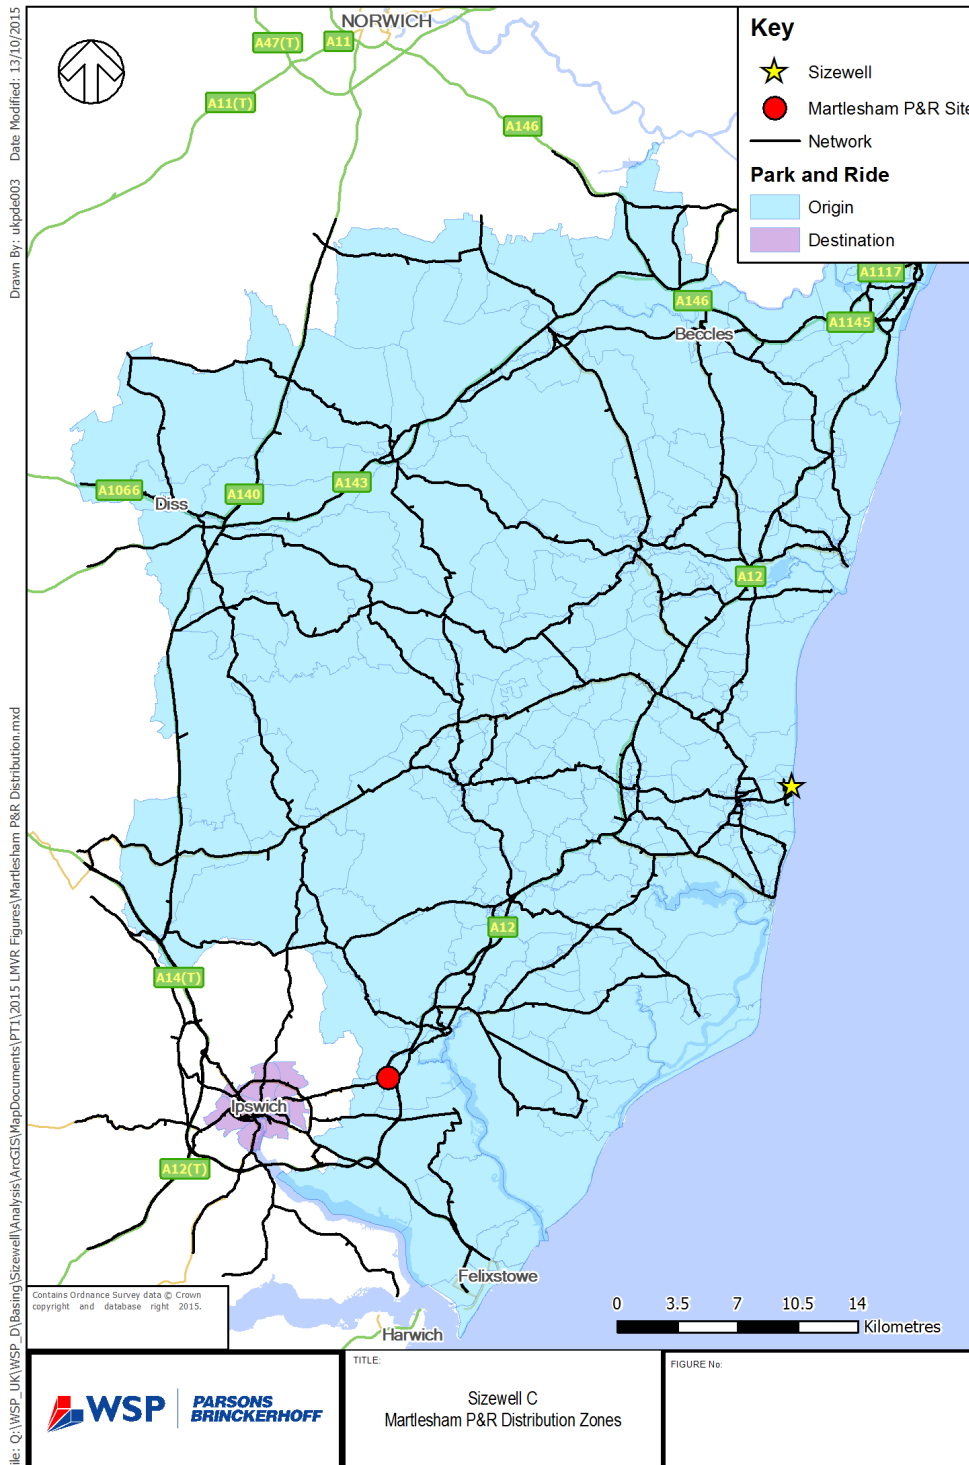 Drawn By: ukpde003 Date Modified: 13/10/2015
ile: Q:\WSP_UK\WSP_D\Basing\Sizewell\Analysis\ArcGIS\MapDocuments\PT1\2015 LMVR Figures\Martlesham P&R Distribution.mxd
NORWICH
A47(T)
A11
A11(T)
A146
Key
Sizewell
Martlesham P&R Site
Network
Park and Ride
Origin
Destination
A1117
A146
A1145
Beccles
A1066
Diss
A140
A143
A12
A12
A14(T)
Ipswich
A12(T)
Felixstowe
Harwich
0 3.5 7 10.5 14
Kilometres
Contains Ordnance Survey data © Crown
copyright and database right 2015.
WSP
PARSONS
BRINCKERHOFF
TITLE:
Sizewell C
Martlesham P&R Distribution Zones
FIGURE No: